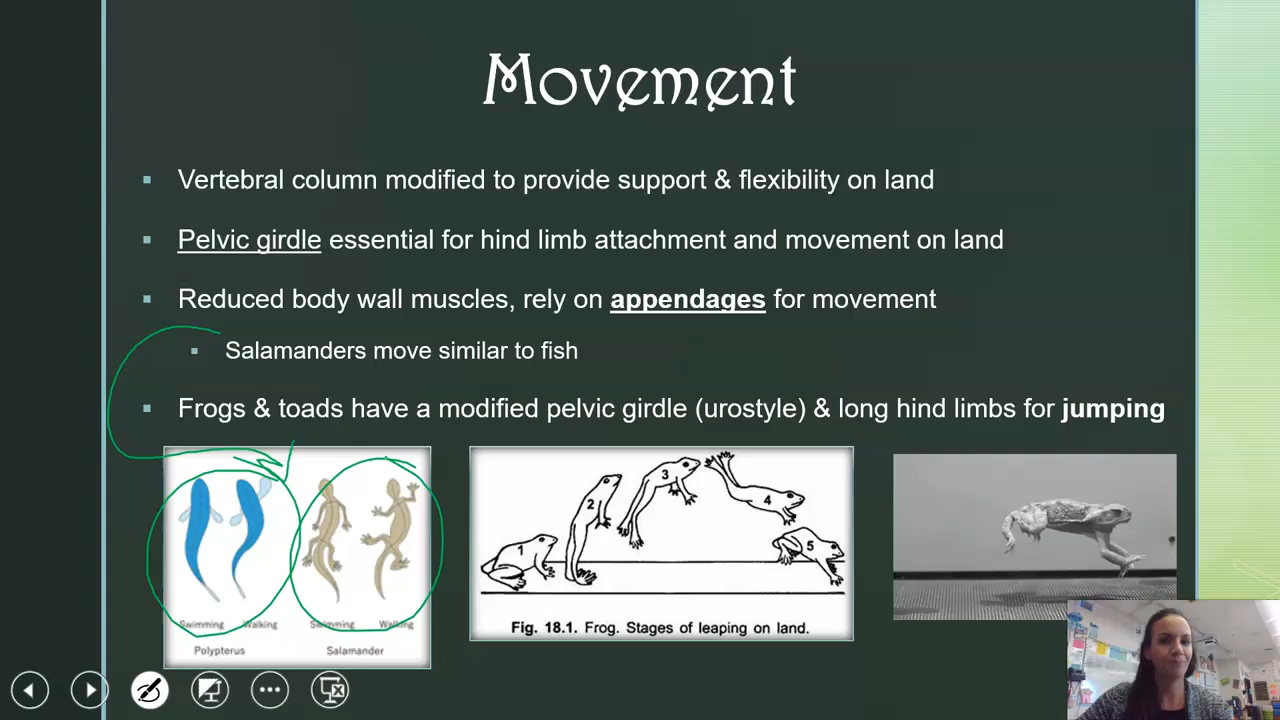 Movement
Vertebral column modified to provide support & flexibility on land
Pelvic girdle essential for hind limb attachment and movement on land
Reduced body wall muscles, rely on appendages for movement
Salamanders move similar to fish
Frogs & toads have a modified pelvic girdle (urostyle) & long hind limbs for jumping
Swimming Walking Swimming Walking
Polypterus Salamander
1 2 3 4 5
Fig. 18.1. Frog. Stages of leaping on land.